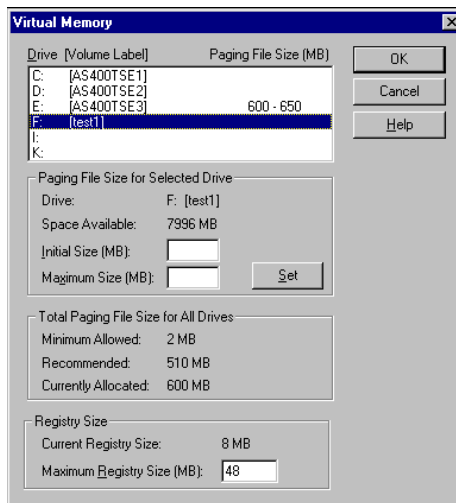 Virtual Memory
Drive [Volume Label] Paging File Size (MB)
C: [AS400TSE1]
D: [AS400TSE2]
E: [AS400TSE3] 600 - 650
F: [test1]
I:
K:
OK
Cancel
Help
Paging File Size for Selected Drive
Drive: F: [test1]
Space Available: 7996 MB
Initial Size (MB):
Maximum Size (MB):
Set
Total Paging File Size for All Drives
Minimum Allowed: 2 MB
Recommended: 510 MB
Currently Allocated: 600 MB
Registry Size
Current Registry Size: 8 MB
Maximum Registry Size (MB): 48